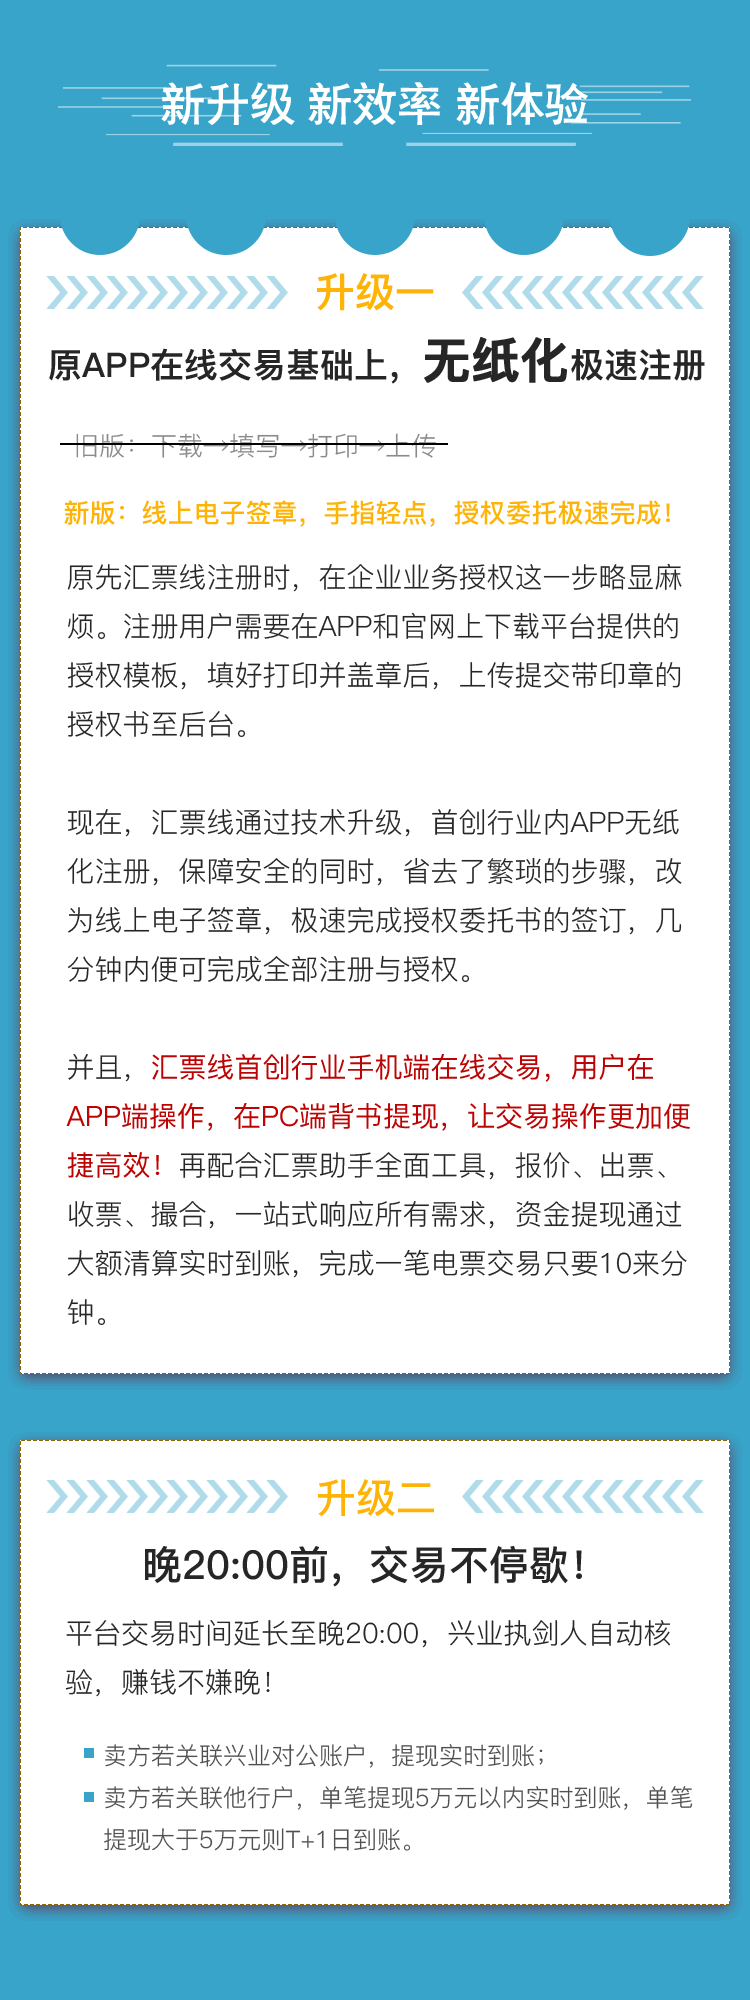 新升级 新效率 新体验
升级一
原APP在线交易基础上，无纸化极速注册
旧版：下载→填写→打印→上传
新版：线上电子签章，手指轻点，授权委托极速完成！
原先汇票线注册时，在企业业务授权这一步略显麻
烦。注册用户需要在APP和官网上下载平台提供的
授权模板，填好打印并盖章后，上传提交带印章的
授权书至后台。
现在，汇票线通过技术升级，首创行业内APP无纸
化注册，保障安全的同时，省去了繁琐的步骤，改
为线上电子签章，极速完成授权委托书的签订，几
分钟内便可完成全部注册与授权。
并且，汇票线首创行业手机端在线交易，用户在
APP端操作，在PC端背书提现，让交易操作更加便
捷高效！再配合汇票助手全面工具，报价、出票、
收票、撮合，一站式响应所有需求，资金提现通过
大额清算实时到账，完成一笔电票交易只要10来分
钟。
升级二
晚20:00前，交易不停歇！
平台交易时间延长至晚20:00，兴业执剑人自动核
验，赚钱不嫌晚！
卖方若关联兴业对公账户，提现实时到账；
卖方若关联他行户，单笔提现5万元以内实时到账，单笔
提现大于5万元则T+1日到账。